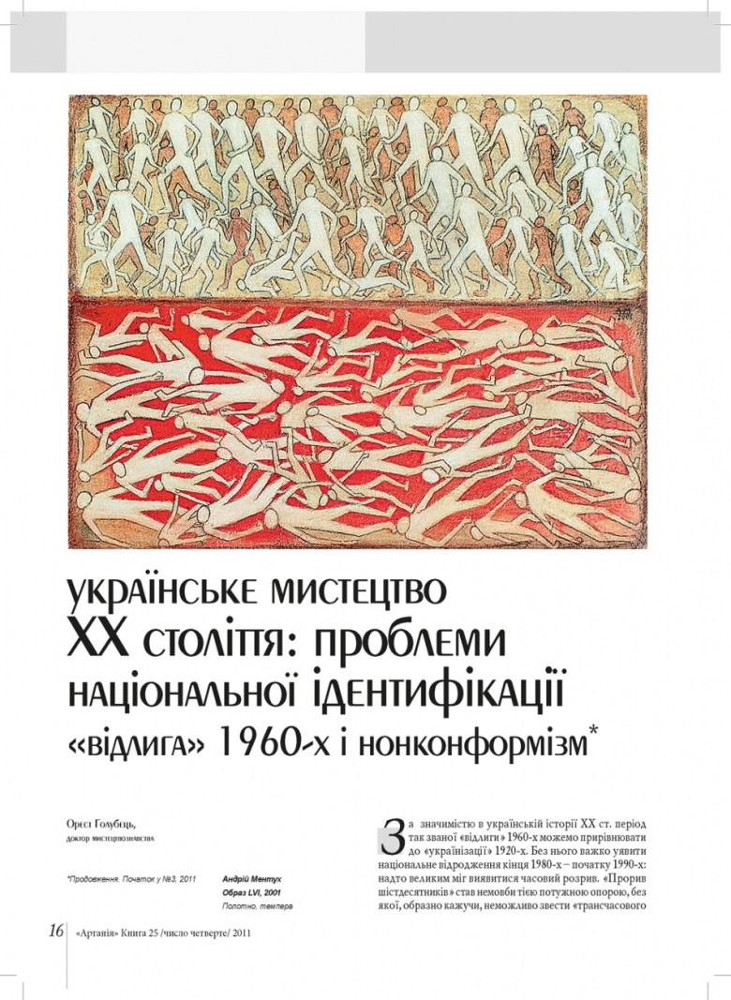 українське мистецтво
ХХ століття: проблеми
національної ідентифікації
«відлига» 1960-х і нонконформізм*
Орест Голубець,
доктор мистецтвознавства
*Продовження. Початок у №3, 2011
Андрій Ментух
Образ LVI, 2001
Полотно, темпера
За значимістю в українській історії ХХ ст. період
так званої «відлиги» 1960-х можемо прирівнювати
до «українізації» 1920-х. Без нього важко уявити
національне відродження кінця 1980-х – початку 1990-х:
надто великим міг виявитися часовий розрив. «Прорив
шістдесятників» став немовби тією потужною опорою, без
якої, образно кажучи, неможливо звести «трансчасового
16 «Артанія» Книга 25 /число четверте/ 2011